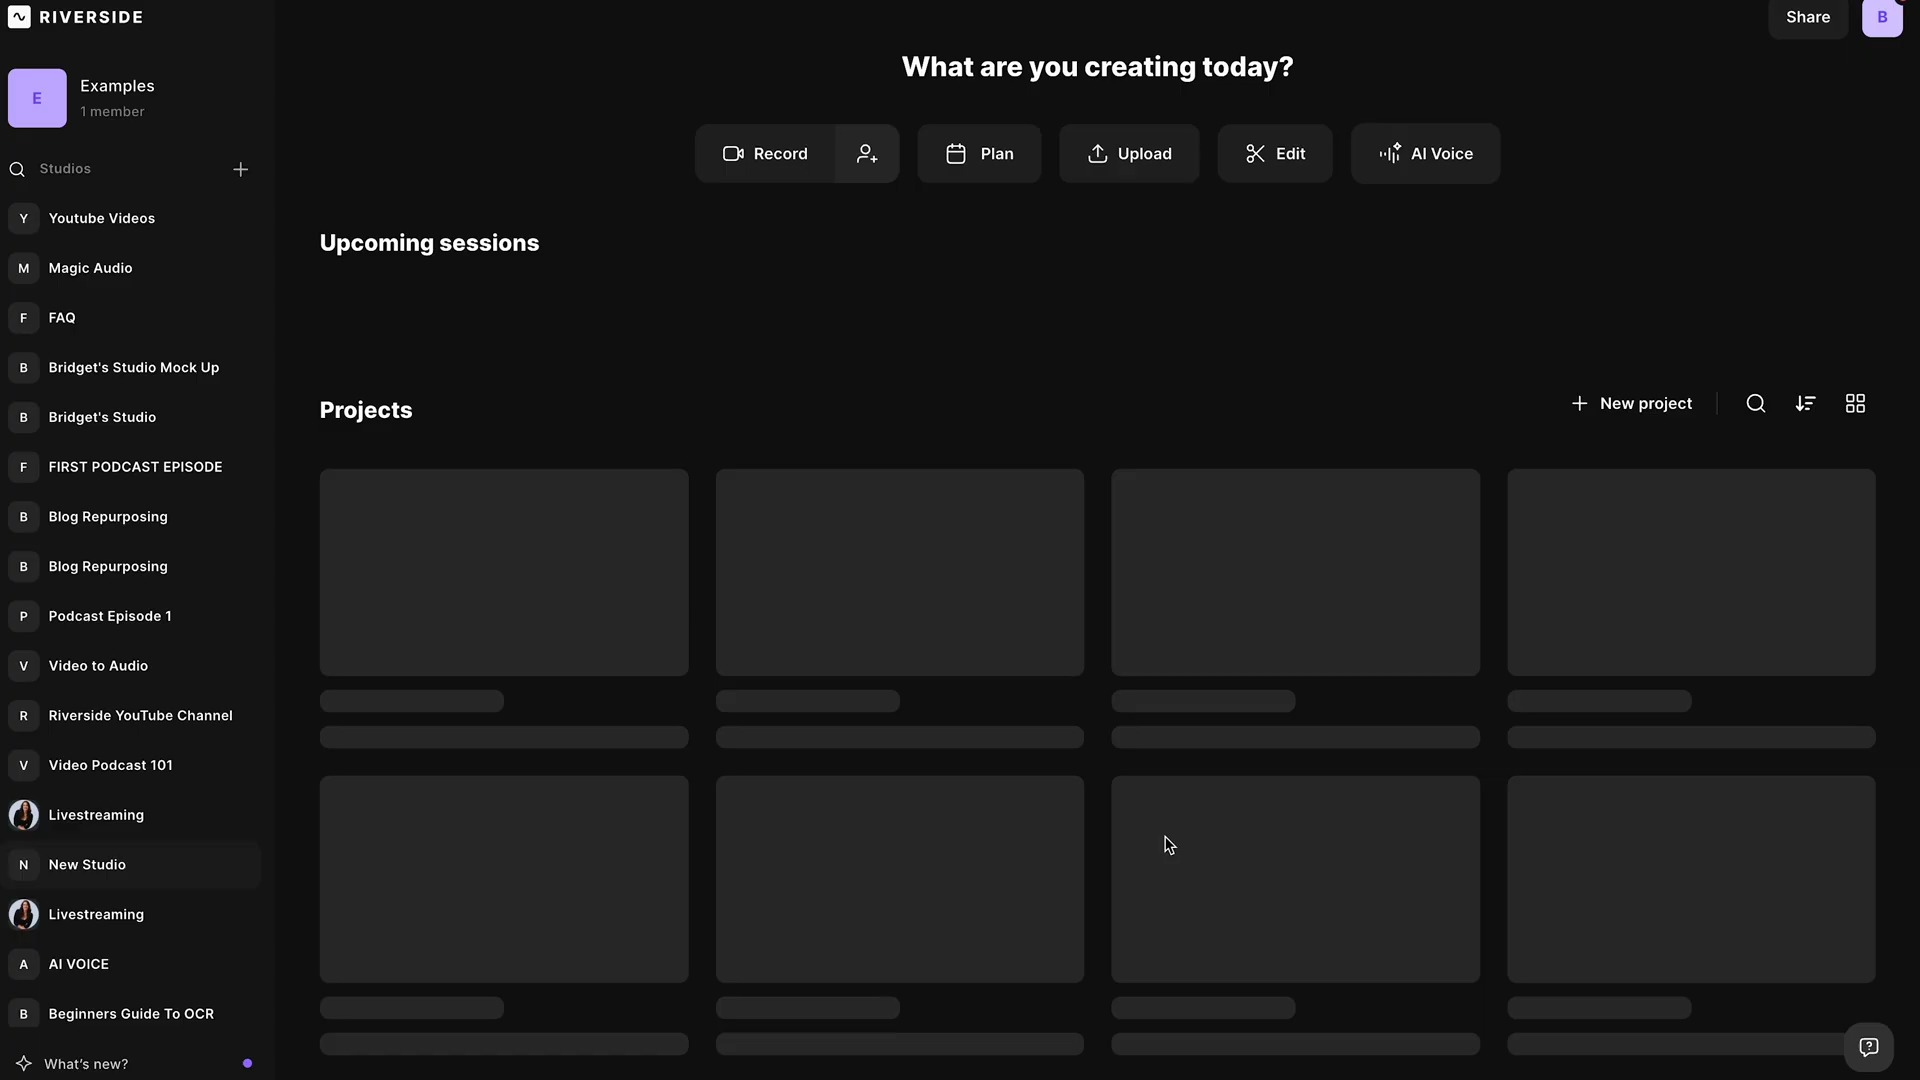 RIVERSIDE
Share
B
What are you creating today?
E
Examples
1 member
Record
Plan
Upload
Edit
AI Voice
Studios
Y Youtube Videos
M Magic Audio
F FAQ
B Bridget's Studio Mock Up
B Bridget's Studio
F FIRST PODCAST EPISODE
B Blog Repurposing
B Blog Repurposing
P Podcast Episode 1
V Video to Audio
R Riverside YouTube Channel
V Video Podcast 101
Livestreaming
N New Studio
Livestreaming
A AI VOICE
B Beginners Guide To OCR
What's new?
Upcoming sessions
Projects
New project